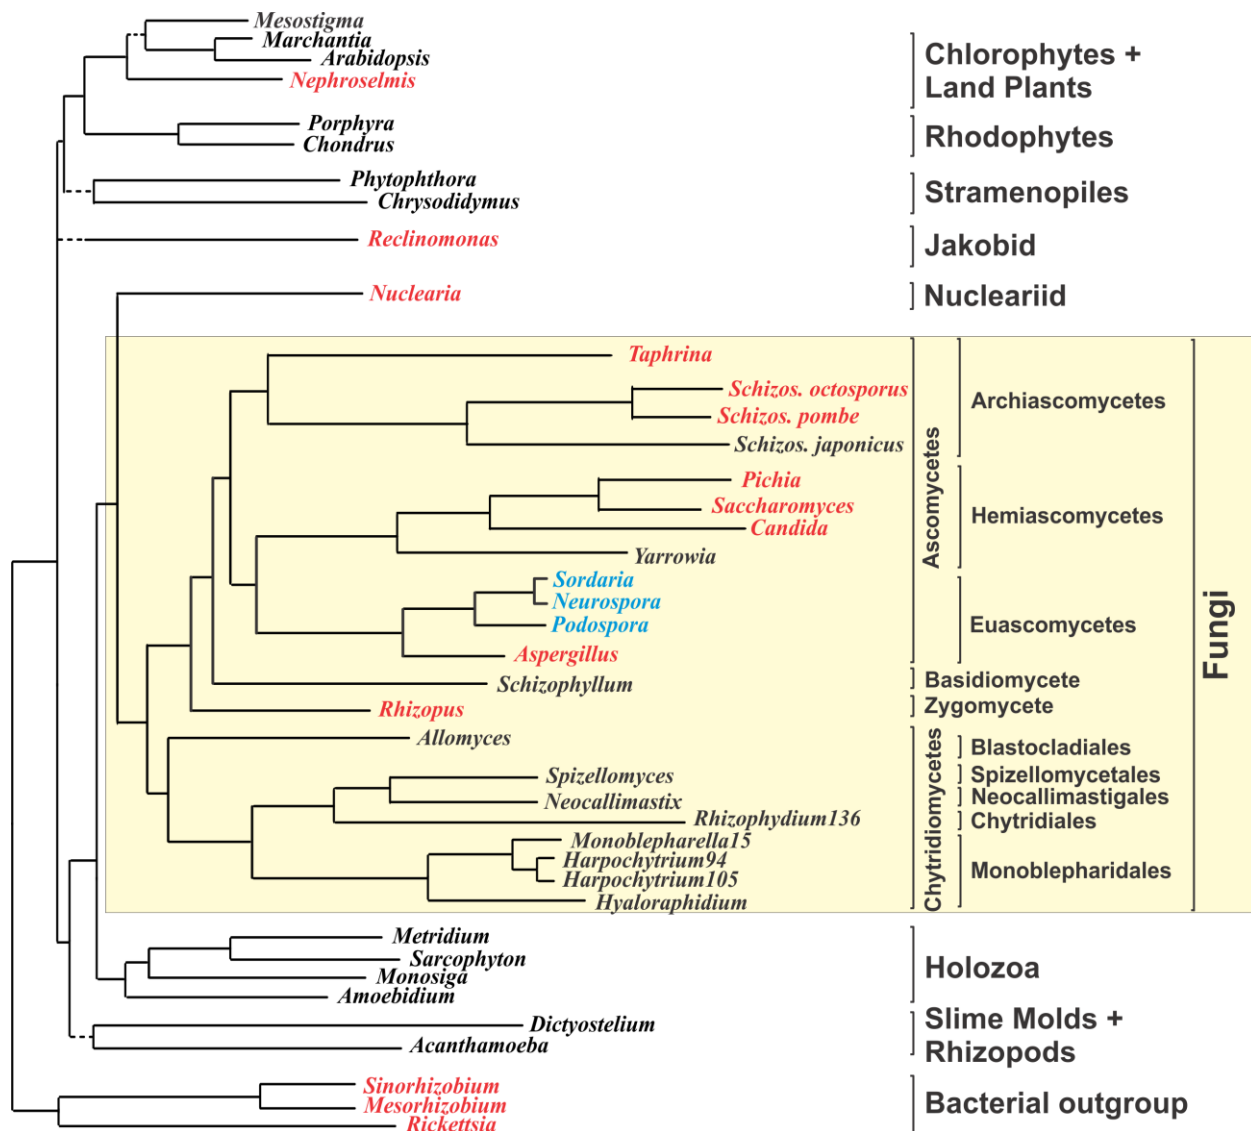 Mesostigma
Marchantia
Arabidopsis
Nephroselmis
Chlorophytes +
Land Plants
Porphyra
Chondrus
Rhodophytes
Phytophthora
Chrysodidymus
Stramenopiles
Reclinomonas
Jakobid
Nuclearia
Nucleariid
Taphrina
Schizos. octosporus
Schizos. pombe
Schizos. japonicus
Archiascomycetes
Pichia
Saccharomyces
Candida
Yarrowia
Hemiascomycetes
Sordaria
Neurospora
Podospora
Aspergillus
Euascomycetes
Ascomycetes
Schizophyllum
Basidiomycete
Rhizopus
Zygomycete
Fungi
Allomyces
Blastocladiales
Spizellomyces
Spizellomycetales
Neocallimastix
Neocallimastigales
Rhizophydium136
Chytridiales
Monoblepharella15
Harpochytrium94
Harpochytrium105
Hyaloraphidium
Monoblepharidales
Chytridiomycetes
Metridium
Sarcophyton
Monosiga
Amoebidium
Holozoa
Dictyostelium
Acanthamoeba
Slime Molds +
Rhizopods
Sinorhizobium
Mesorhizobium
Rickettsia
Bacterial outgroup